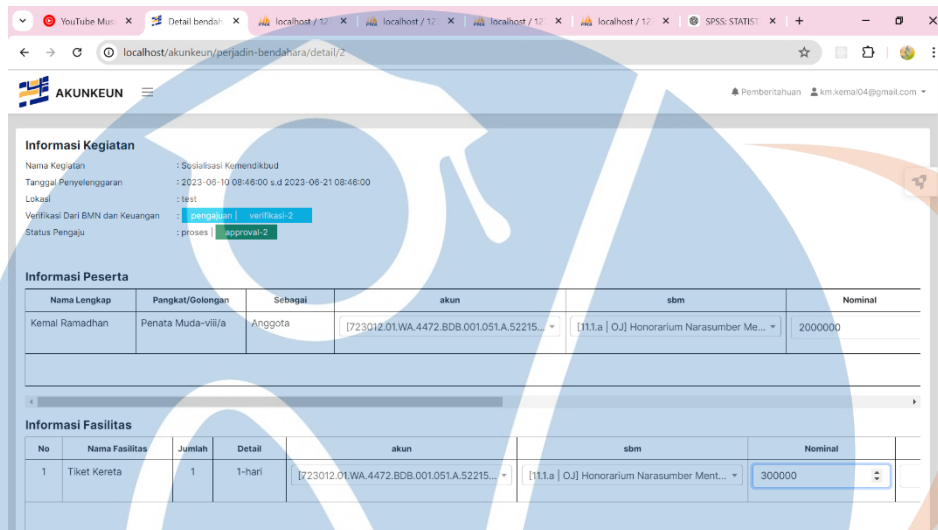 YouTube Mus
Detail bendah
localhost / 12
localhost / 12
localhost / 12
localhost / 12
SPSS: STATIST
localhost/akunkeun/perjadin-bendahara/detail/2
AKUNKEUN
Pemberitahuan
km.kemal04@gmail.com
Informasi Kegiatan
Nama Kegiatan : Sosialisasi Kemendikbud
Tanggal Penyelenggaran : 2023-06-10 08:46:00 s.d 2023-06-21 08:46:00
Lokasi : test
Verifikasi Dari BMN dan Keuangan : pengajuan | verifikasi-2
Status Pengaju : proses | approval-2
Informasi Peserta
Nama Lengkap Pangkat/Golongan Sebagai akun sbm Nominal
Kemal Ramadhan Penata Muda-viii/a Anggota [723012.01.WA.4472.BDB.001.051.A.52215... [11.1.a | OJ] Honorarium Narasumber Me... 2000000
Informasi Fasilitas
No Nama Fasilitas Jumlah Detail akun sbm Nominal
1 Tiket Kereta 1 1-hari [723012.01.WA.4472.BDB.001.051.A.52215... [11.1.a | OJ] Honorarium Narasumber Ment... 300000